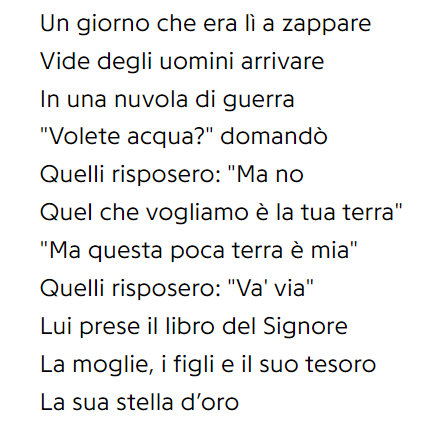 Un giorno che era lì a zappare
Vide degli uomini arrivare
In una nuvola di guerra
"Volete acqua?" domandò
Quelli risposero: "Ma no
Quel che vogliamo è la tua terra"
"Ma questa poca terra è mia"
Quelli risposero: "Va' via"
Lui prese il libro del Signore
La moglie, i figli e il suo tesoro
La sua stella d’oro